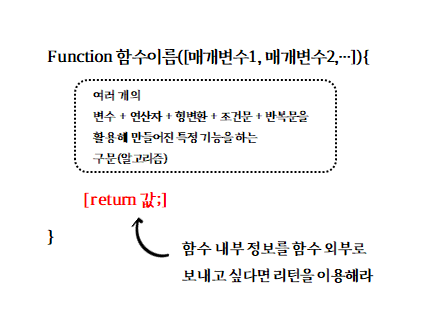 Function 함수이름([매개변수1, 매개변수2,…]){
여러 개의
변수 + 연산자 + 형변환 + 조건문 + 반복문을
활용해 만들어진 특정 기능을 하는
구문(알고리즘)
[return 값;]
}
함수 내부 정보를 함수 외부로
보내고 싶다면 리턴을 이용해라